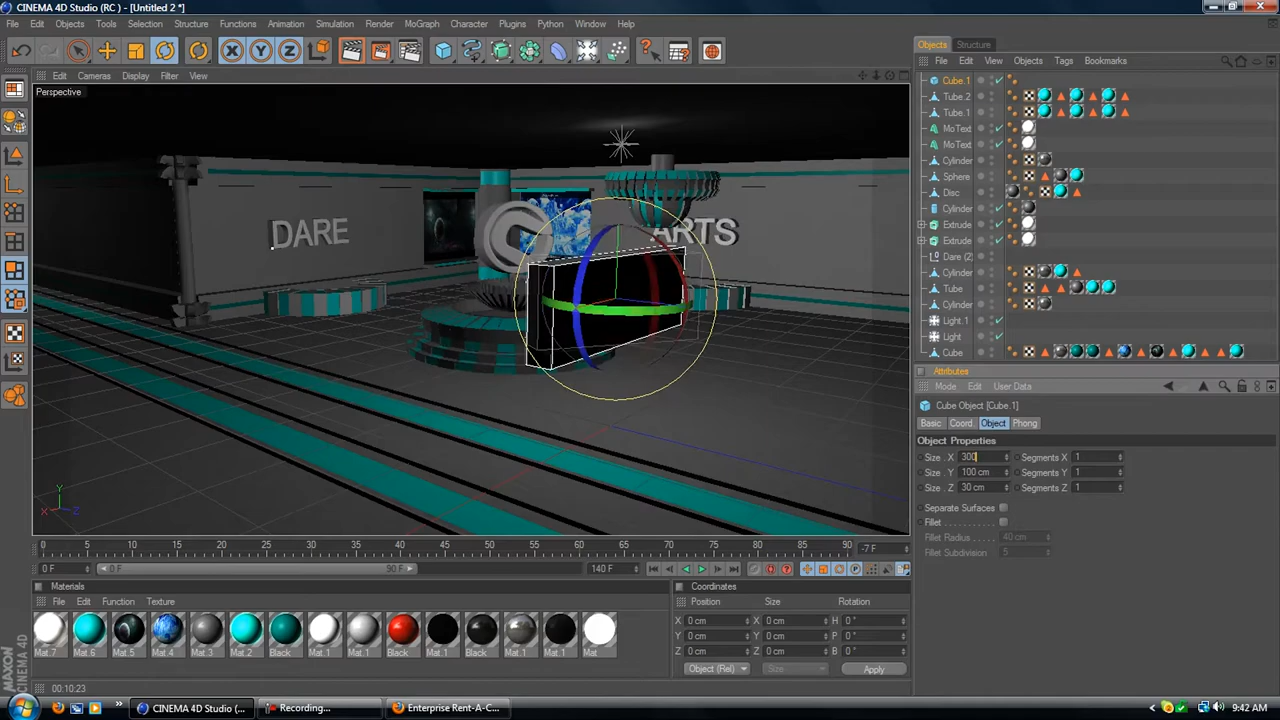 CINEMA 4D Studio (RC ) - [Untitled 2 *]
File Edit Objects Tools Selection Structure Functions Animation Simulation Render MoGraph Character Plugins Python Window Help
X Y Z
Edit Cameras Display Filter View
Perspective
DARE
ARTS
Y
X Z
0 5 10 15 20 25 30 35 40 45 50 55 60 65 70 75 80 85 90 -7 F
0 F 0 F 90 F 140 F
Materials
File Edit Function Texture
Mat.7 Mat.6 Mat.5 Mat.4 Mat.3 Mat.2 Black Mat.1 Mat.1 Black Mat.1 Black Mat.1 Mat.1 Mat
Coordinates
Position Size Rotation
X 0 cm X 0 cm H 0 °
Y 0 cm Y 0 cm P 0 °
Z 0 cm Z 0 cm B 0 °
Object (Rel) Size Apply
Objects Structure
File Edit View Objects Tags Bookmarks
Cube.1
Tube.2
Tube.1
MoText
MoText
Cylinder
Sphere
Disc
Cylinder
Extrude
Extrude
Dare (2)
Cylinder
Tube
Cylinder
Light.1
Light
Cube
Attributes
Mode Edit User Data
Cube Object [Cube.1]
Basic Coord. Object Phong
Object Properties
Size . X 300 Segments X 1
Size . Y 100 cm Segments Y 1
Size . Z 30 cm Segments Z 1
Separate Surfaces
Fillet
Fillet Radius 40 cm
Fillet Subdivision 5
MAXON
CINEMA 4D
00:10:23
CINEMA 4D Studio (... Recording... Enterprise Rent-A-C... 9:42 AM